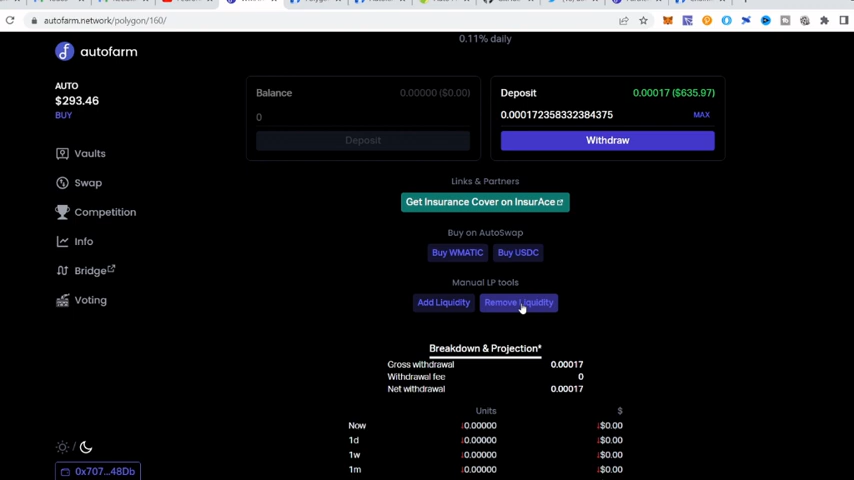 autofarm.network/polygon/160/
autofarm
0.11% daily
AUTO
$293.46
BUY
Vaults
Swap
Competition
Info
Bridge
Voting
0x707...48Db
Balance 0.00000 ($0.00)
0
Deposit
Deposit 0.00017 ($635.97)
0.000172358332384375 MAX
Withdraw
Links & Partners
Get Insurance Cover on InsurAce
Buy on AutoSwap
Buy WMATIC Buy USDC
Manual LP tools
Add Liquidity Remove Liquidity
Breakdown & Projection*
Gross withdrawal 0.00017
Withdrawal fee 0
Net withdrawal 0.00017
Units $
Now ↓0.00000 ↓$0.00
1d ↓0.00000 ↓$0.00
1w ↓0.00000 ↓$0.00
1m ↓0.00000 ↓$0.00